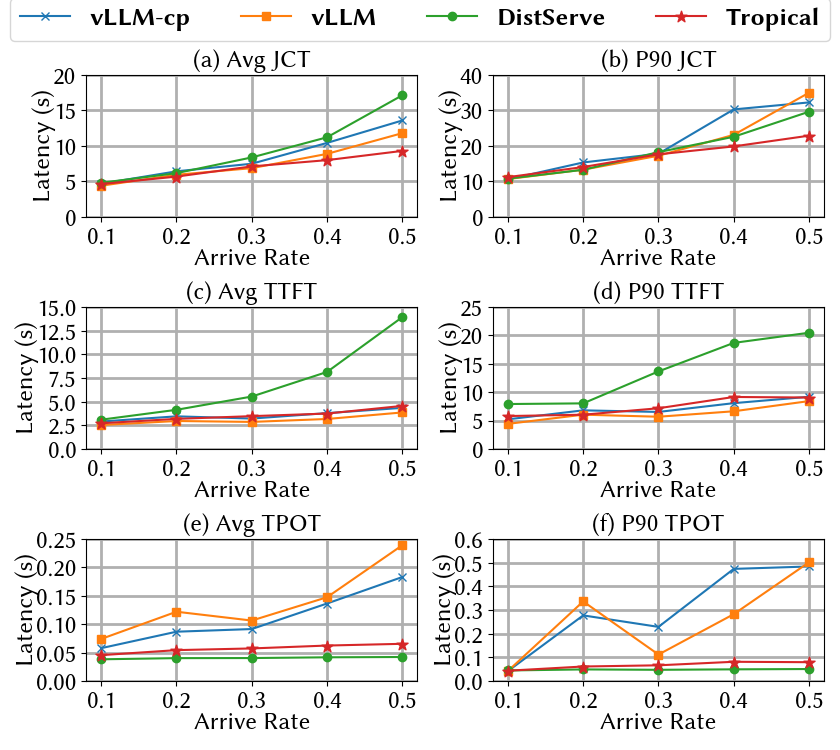 vLLM-cp vLLM DistServe Tropical
(a) Avg JCT
20
15
10
5
0
Latency (s)
0.1 0.2 0.3 0.4 0.5
Arrive Rate
(b) P90 JCT
40
30
20
10
0
Latency (s)
0.1 0.2 0.3 0.4 0.5
Arrive Rate
(c) Avg TTFT
15.0
12.5
10.0
7.5
5.0
2.5
0.0
Latency (s)
0.1 0.2 0.3 0.4 0.5
Arrive Rate
(d) P90 TTFT
25
20
15
10
5
0
Latency (s)
0.1 0.2 0.3 0.4 0.5
Arrive Rate
(e) Avg TPOT
0.25
0.20
0.15
0.10
0.05
0.00
Latency (s)
0.1 0.2 0.3 0.4 0.5
Arrive Rate
(f) P90 TPOT
0.6
0.5
0.4
0.3
0.2
0.1
0.0
Latency (s)
0.1 0.2 0.3 0.4 0.5
Arrive Rate